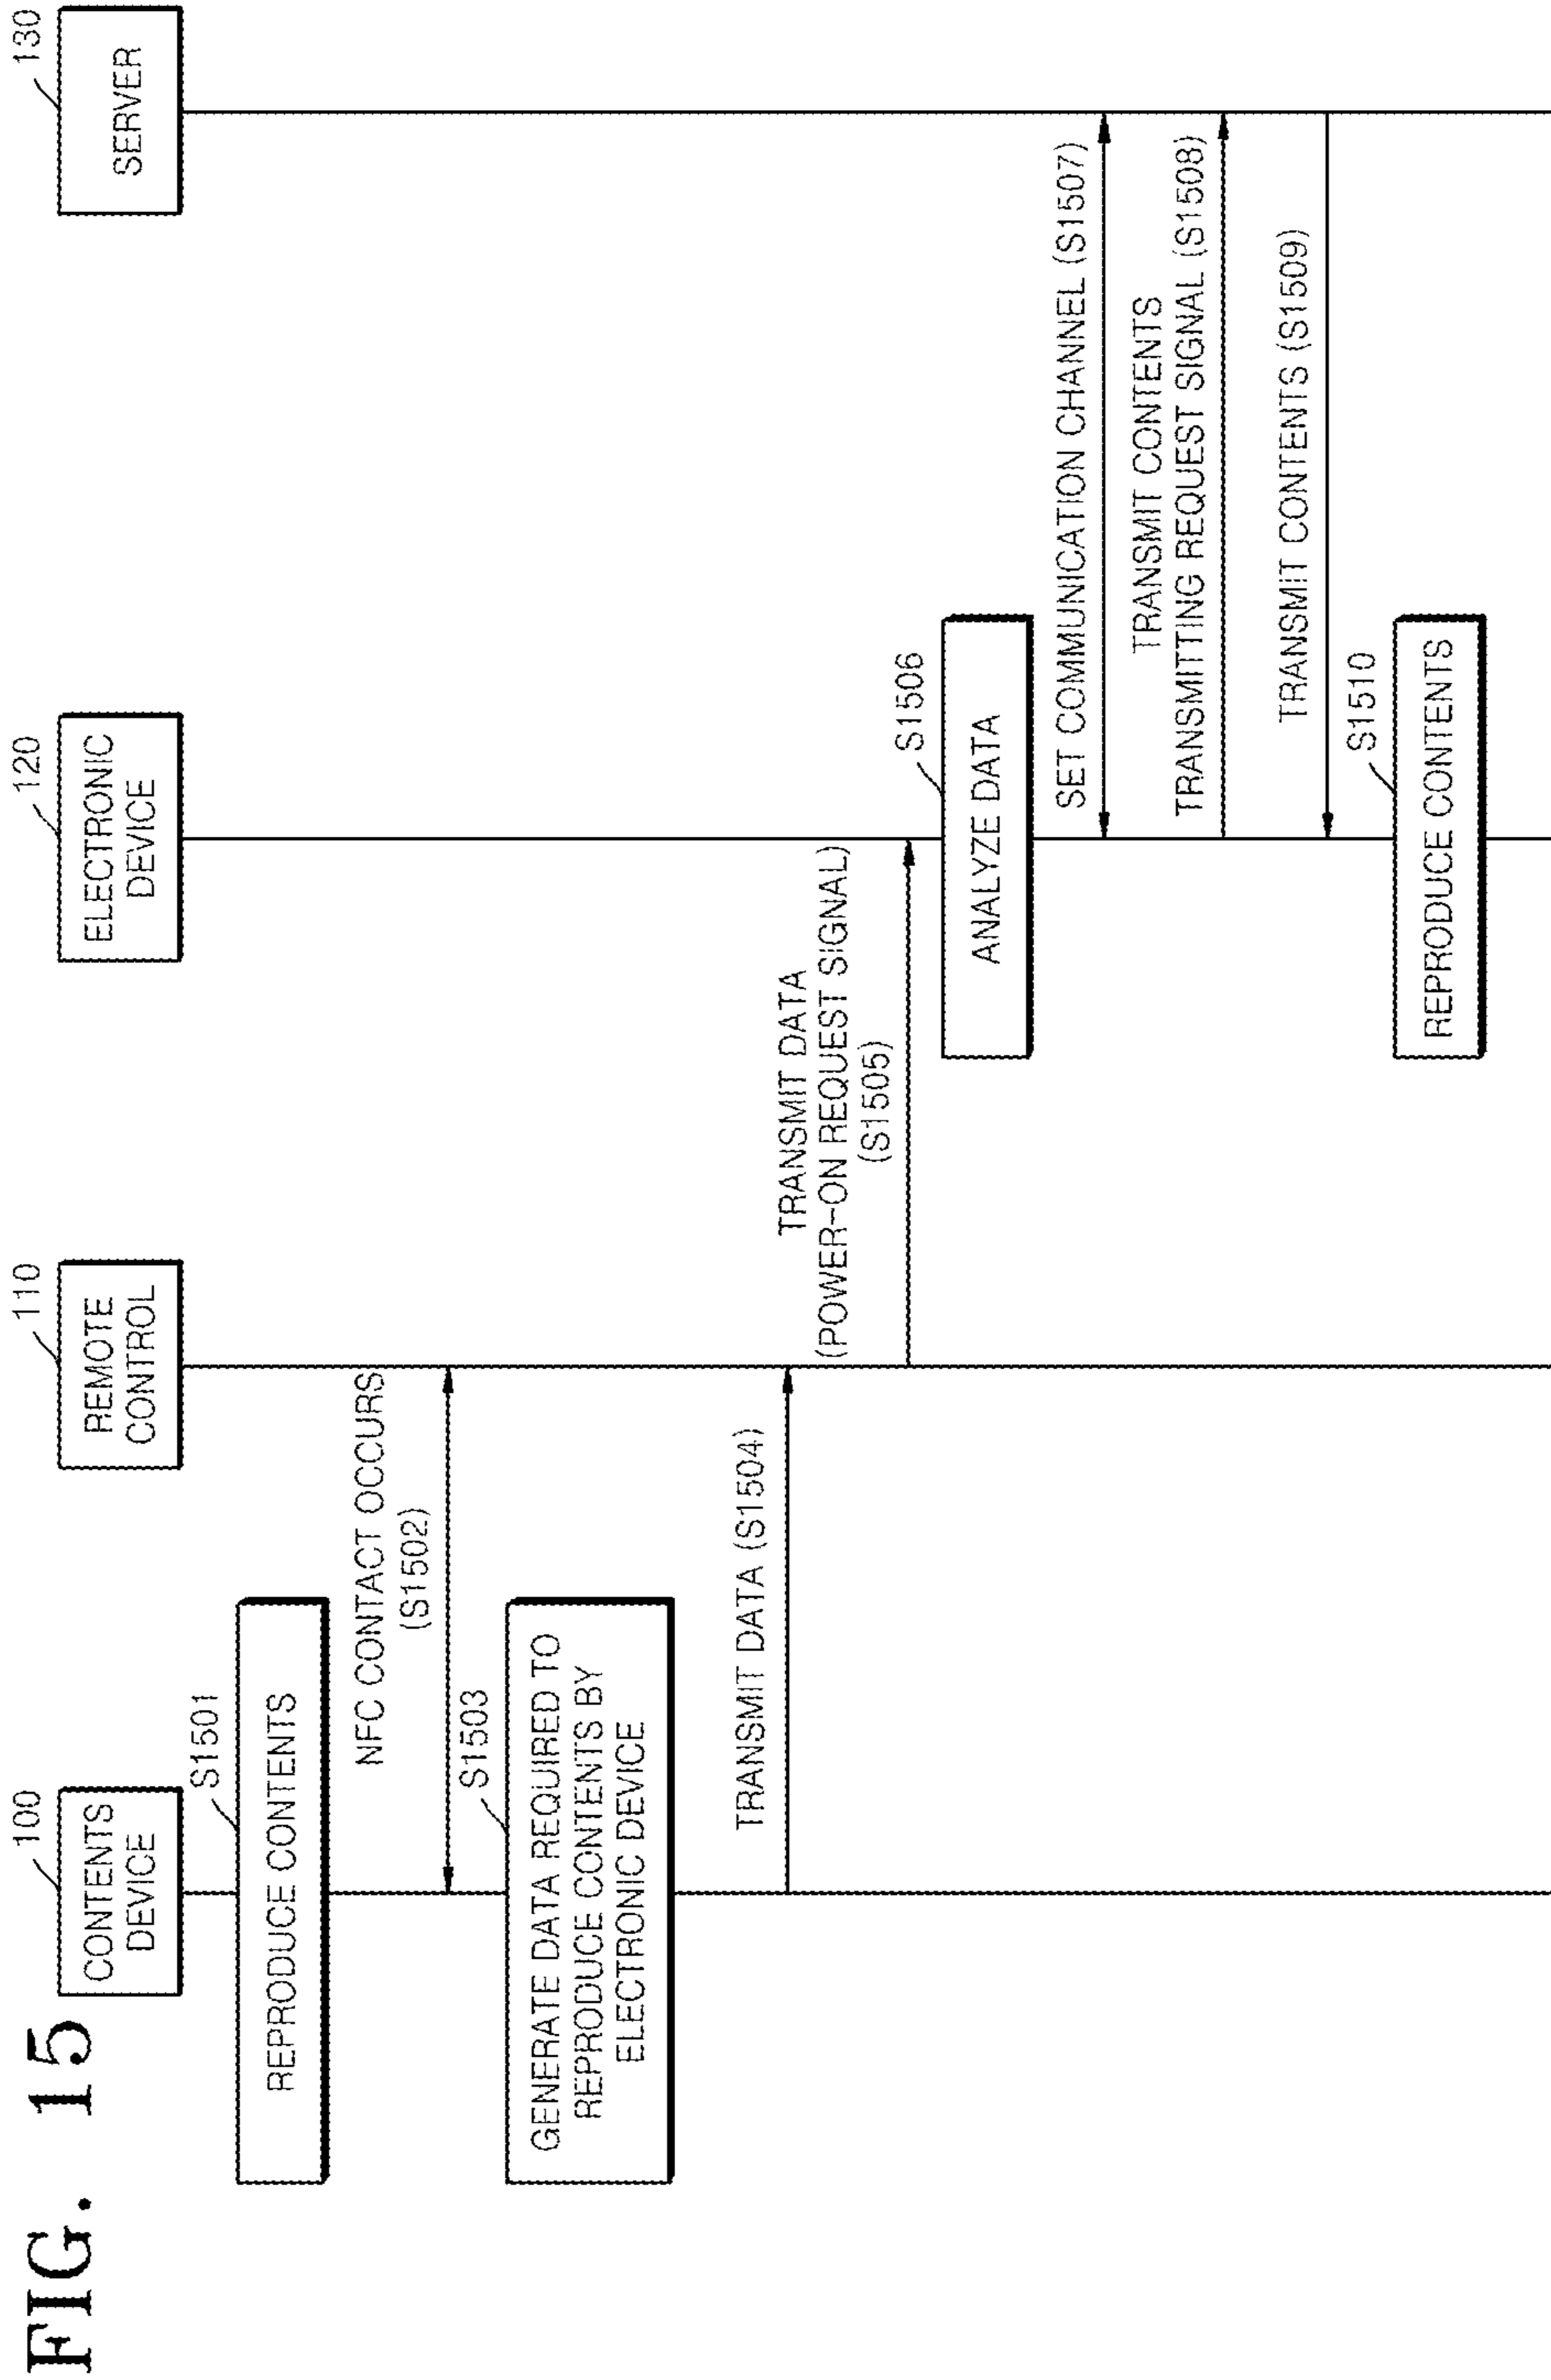 FIG. 15
100
CONTENTS
DEVICE
110
REMOTE
CONTROL
120
ELECTRONIC
DEVICE
130
SERVER
S1501
REPRODUCE CONTENTS
NFC CONTACT OCCURS
(S1502)
S1503
GENERATE DATA REQUIRED TO
REPRODUCE CONTENTS BY
ELECTRONIC DEVICE
TRANSMIT DATA (S1504)
TRANSMIT DATA
(POWER-ON REQUEST SIGNAL)
(S1505)
S1506
ANALYZE DATA
SET COMMUNICATION CHANNEL (S1507)
TRANSMIT CONTENTS
TRANSMITTING REQUEST SIGNAL (S1508)
TRANSMIT CONTENTS (S1509)
S1510
REPRODUCE CONTENTS